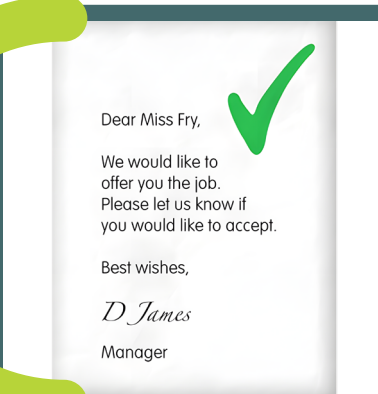 Dear Miss Fry,
We would like to
offer you the job.
Please let us know if
you would like to accept.
Best wishes,
D James
Manager